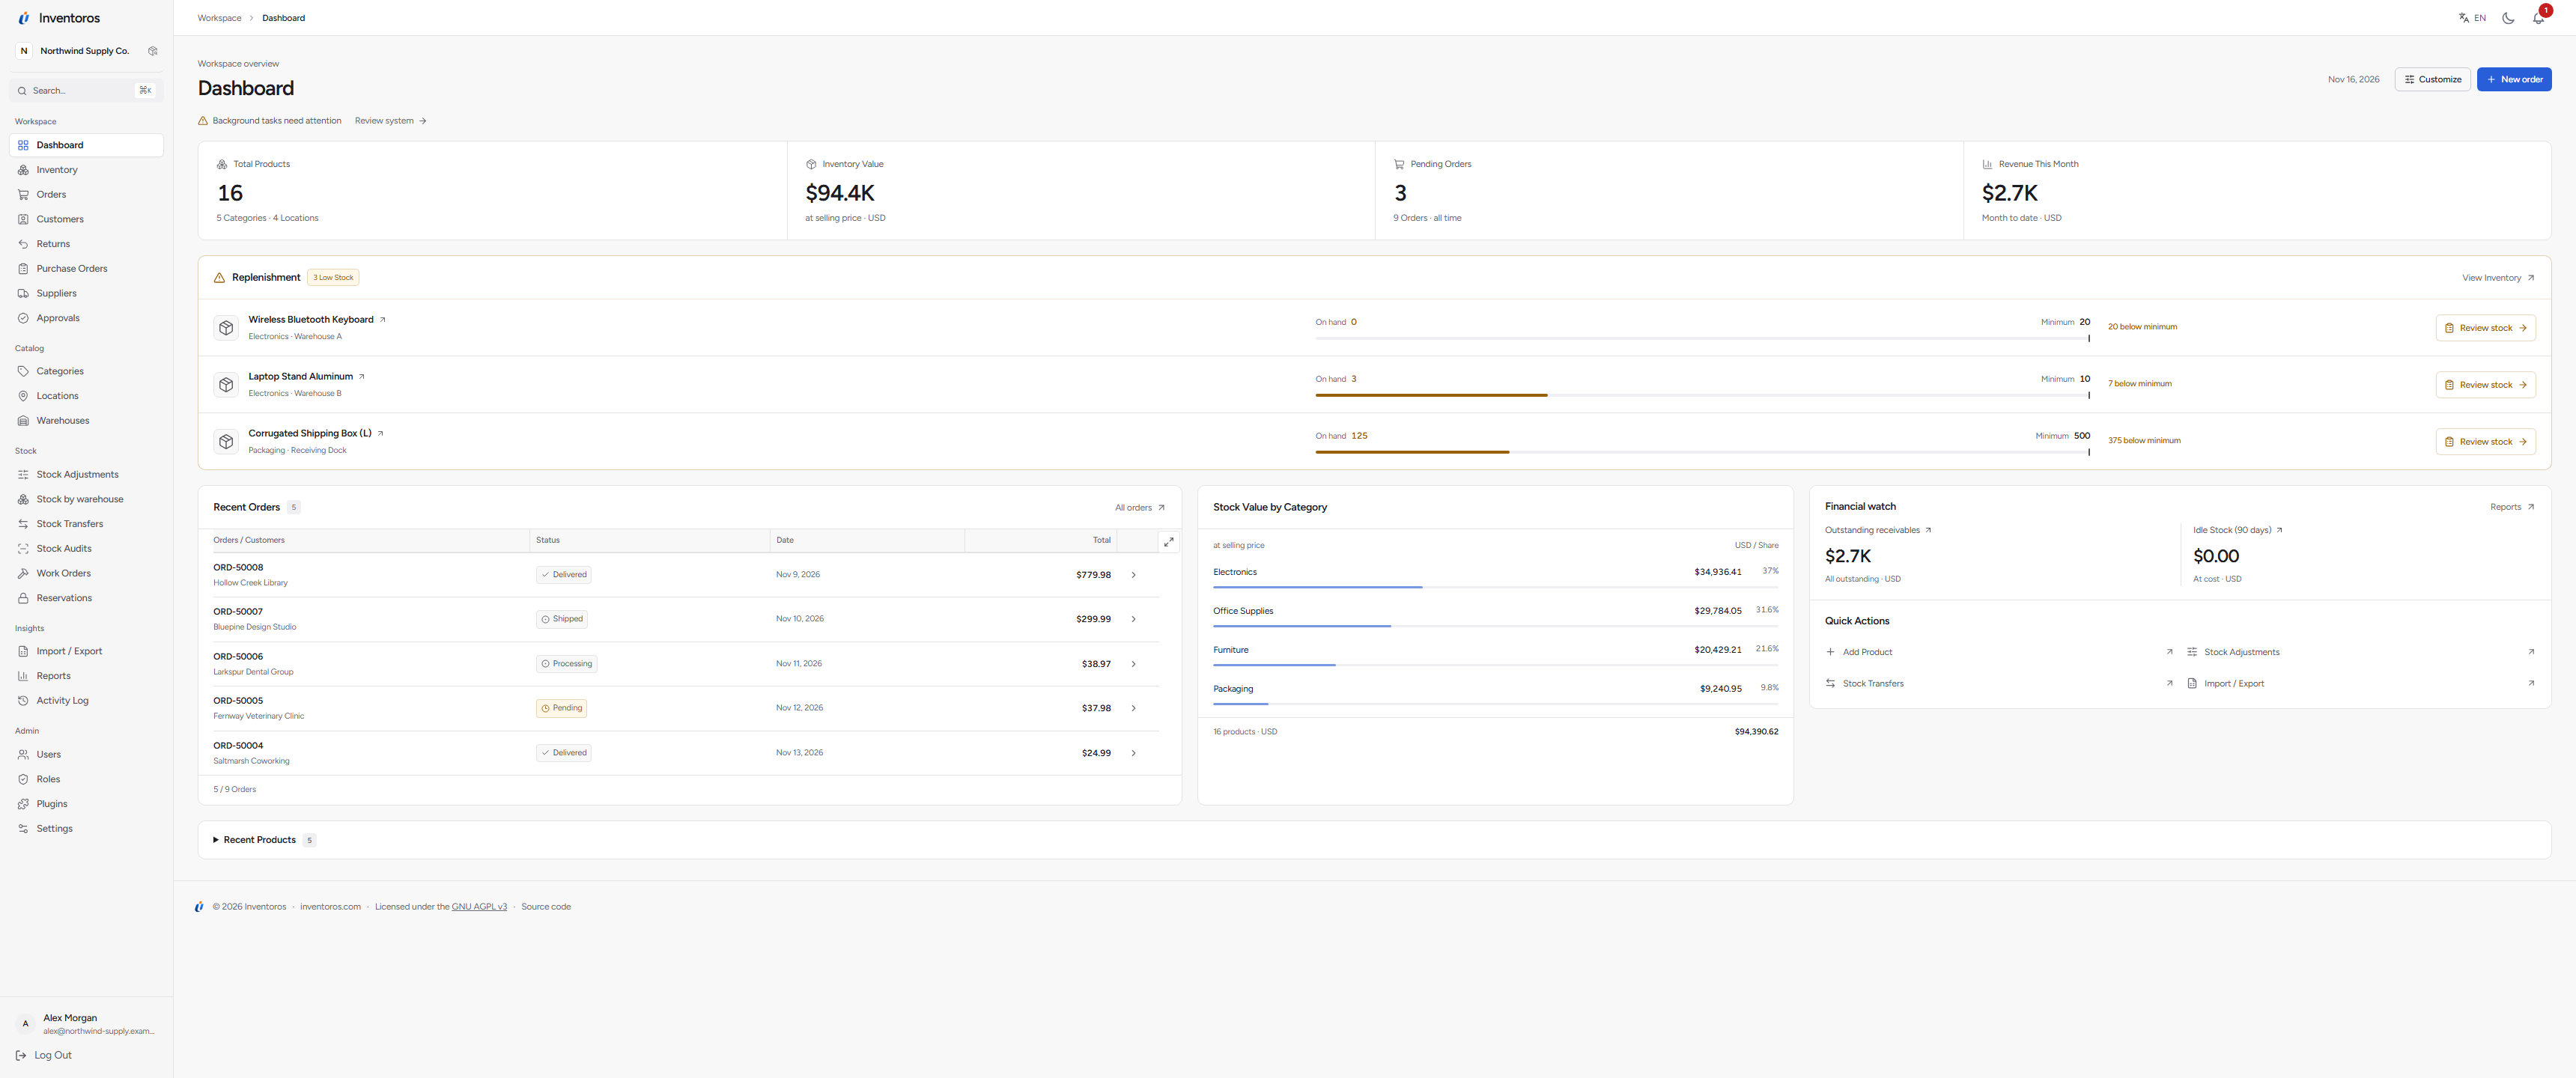 Inventoros
N Northwind Supply Co.
Search... ⌘K
Workspace
Dashboard
Inventory
Orders
Customers
Returns
Purchase Orders
Suppliers
Approvals
Catalog
Categories
Locations
Warehouses
Stock
Stock Adjustments
Stock by warehouse
Stock Transfers
Stock Audits
Work Orders
Reservations
Insights
Import / Export
Reports
Activity Log
Admin
Users
Roles
Plugins
Settings
A Alex Morgan
alex@northwind-supply.exam...
Log Out
Workspace > Dashboard
EN 1
Workspace overview
Dashboard
Nov 16, 2026 Customize + New order
Background tasks need attention Review system →
Total Products
16
5 Categories · 4 Locations
Inventory Value
$94.4K
at selling price · USD
Pending Orders
3
9 Orders · all time
Revenue This Month
$2.7K
Month to date · USD
Replenishment 3 Low Stock View Inventory
Wireless Bluetooth Keyboard
Electronics · Warehouse A
On hand 0 Minimum 20 20 below minimum Review stock →
Laptop Stand Aluminum
Electronics · Warehouse B
On hand 3 Minimum 10 7 below minimum Review stock →
Corrugated Shipping Box (L)
Packaging · Receiving Dock
On hand 125 Minimum 500 375 below minimum Review stock →
Recent Orders 5 All orders
Orders / Customers Status Date Total
ORD-50008
Hollow Creek Library
Delivered Nov 9, 2026 $779.98
ORD-50007
Bluepine Design Studio
Shipped Nov 10, 2026 $299.99
ORD-50006
Larkspur Dental Group
Processing Nov 11, 2026 $38.97
ORD-50005
Fernway Veterinary Clinic
Pending Nov 12, 2026 $37.98
ORD-50004
Saltmarsh Coworking
Delivered Nov 13, 2026 $24.99
5 / 9 Orders
Stock Value by Category
at selling price USD / Share
Electronics $34,936.41 37%
Office Supplies $29,784.05 31.6%
Furniture $20,429.21 21.6%
Packaging $9,240.95 9.8%
16 products · USD $94,390.62
Financial watch Reports
Outstanding receivables
$2.7K
All outstanding · USD
Idle Stock (90 days)
$0.00
At cost · USD
Quick Actions
Add Product
Stock Adjustments
Stock Transfers
Import / Export
Recent Products 5
© 2026 Inventoros · inventoros.com · Licensed under the GNU AGPL v3 · Source code